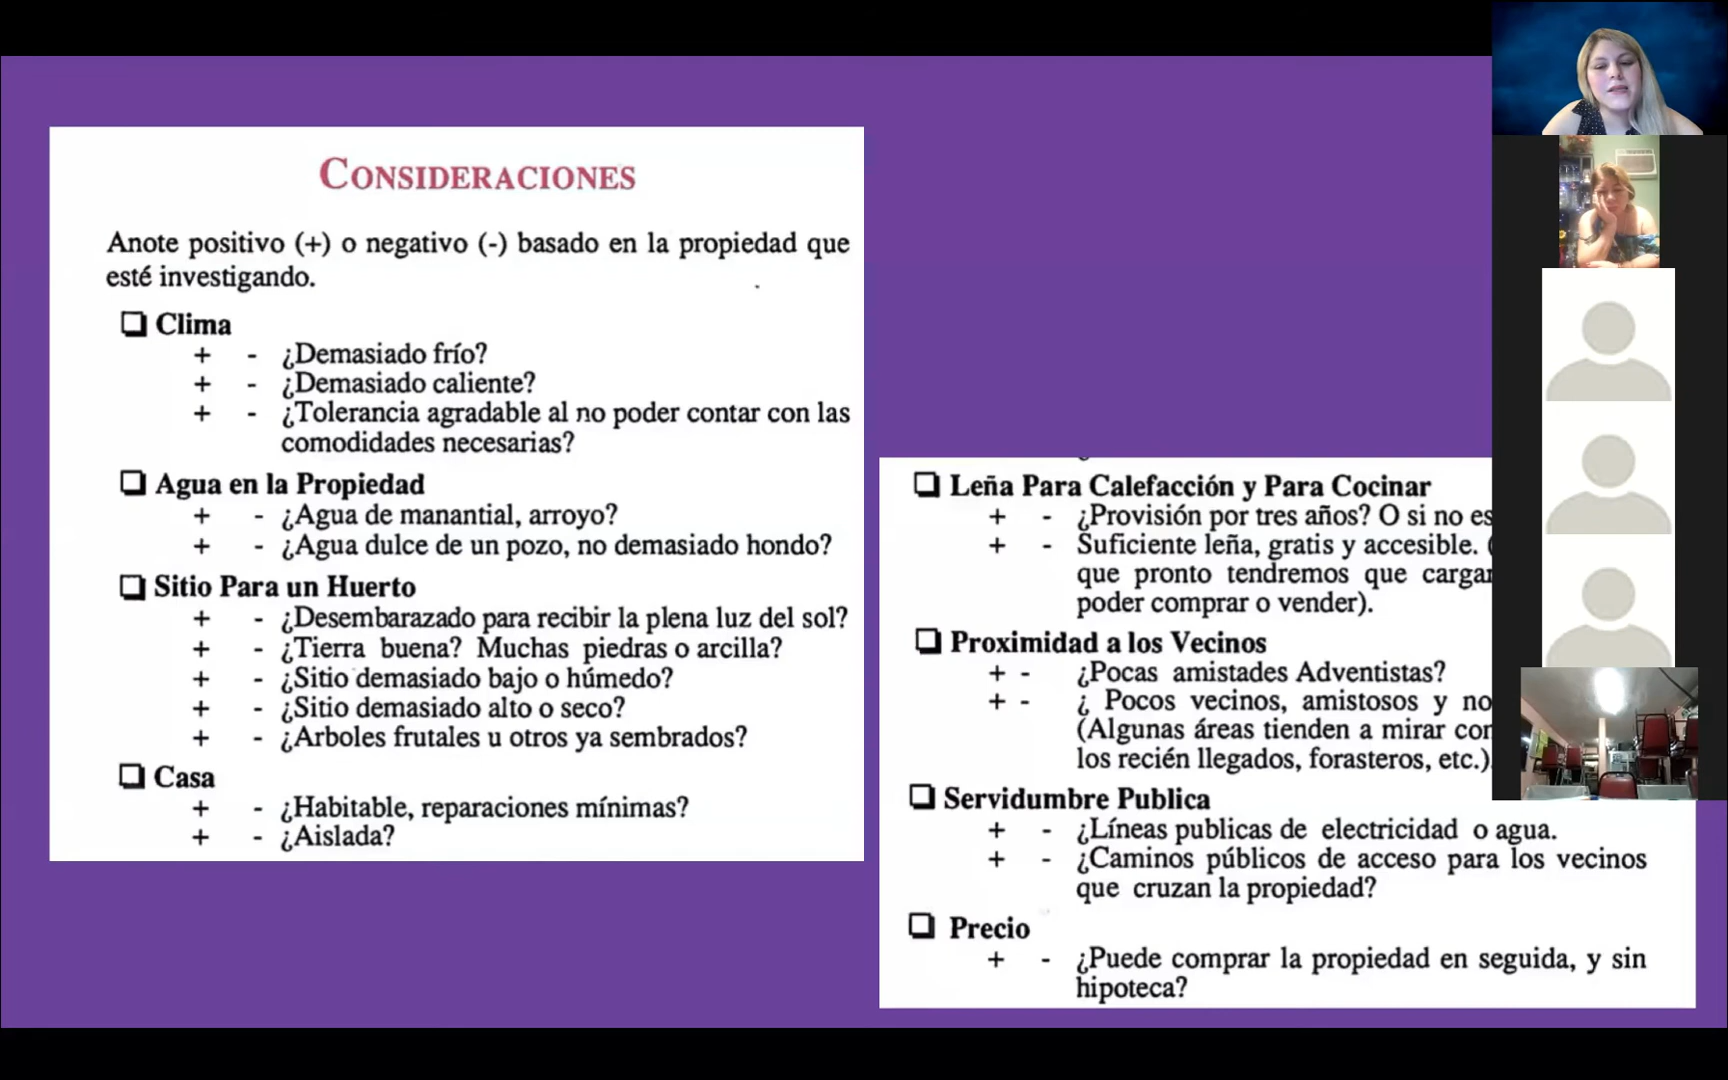 CONSIDERACIONES
Anote positivo (+) o negativo (-) basado en la propiedad que
esté investigando.
❏ Clima
+ - ¿Demasiado frío?
+ - ¿Demasiado caliente?
+ - ¿Tolerancia agradable al no poder contar con las
comodidades necesarias?
❏ Agua en la Propiedad
+ - ¿Agua de manantial, arroyo?
+ - ¿Agua dulce de un pozo, no demasiado hondo?
❏ Sitio Para un Huerto
+ - ¿Desembarazado para recibir la plena luz del sol?
+ - ¿Tierra buena? Muchas piedras o arcilla?
+ - ¿Sitio demasiado bajo o húmedo?
+ - ¿Sitio demasiado alto o seco?
+ - ¿Arboles frutales u otros ya sembrados?
❏ Casa
+ - ¿Habitable, reparaciones mínimas?
+ - ¿Aislada?
❏ Leña Para Calefacción y Para Cocinar
+ - ¿Provisión por tres años? O si no es
+ - Suficiente leña, gratis y accesible. (
que pronto tendremos que cargar
poder comprar o vender).
❏ Proximidad a los Vecinos
+ - ¿Pocas amistades Adventistas?
+ - ¿ Pocos vecinos, amistosos y no
(Algunas áreas tienden a mirar con
los recién llegados, forasteros, etc.)
❏ Servidumbre Publica
+ - ¿Líneas publicas de electricidad o agua.
+ - ¿Caminos públicos de acceso para los vecinos
que cruzan la propiedad?
❏ Precio
+ - ¿Puede comprar la propiedad en seguida, y sin
hipoteca?